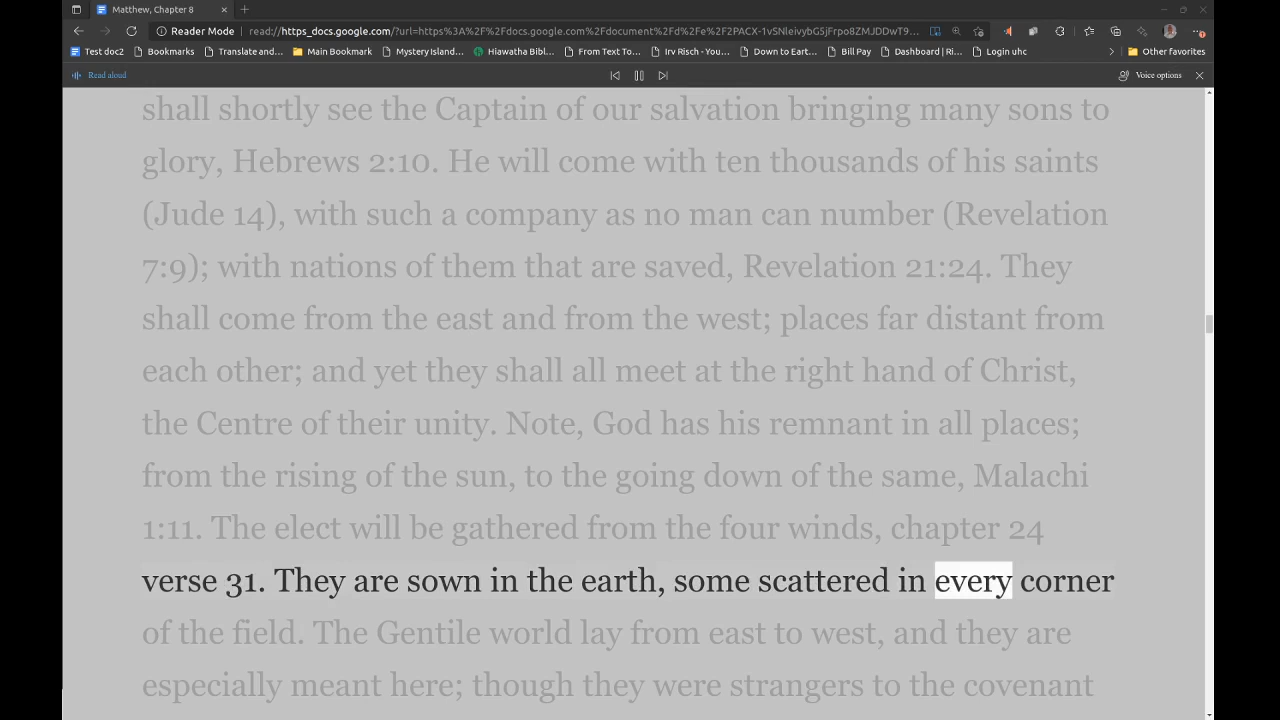 Matthew, Chapter 8
Reader Mode
read://https_docs.google.com/?url=https%3A%2F%2Fdocs.google.com%2Fdocument%2Fd%2Fe%2F2PACX-1vSNleivybG5jFrpo8ZMJDDwT9...
Test doc2
Bookmarks
Translate and...
Main Bookmark
Mystery Island...
Hiawatha Bibl...
From Text To...
Irv Risch - You...
Down to Eart...
Bill Pay
Dashboard | Ri...
Login uhc
Other favorites
Read aloud
Voice options
shall shortly see the Captain of our salvation bringing many sons to
glory, Hebrews 2:10. He will come with ten thousands of his saints
(Jude 14), with such a company as no man can number (Revelation
7:9); with nations of them that are saved, Revelation 21:24. They
shall come from the east and from the west; places far distant from
each other; and yet they shall all meet at the right hand of Christ,
the Centre of their unity. Note, God has his remnant in all places;
from the rising of the sun, to the going down of the same, Malachi
1:11. The elect will be gathered from the four winds, chapter 24
verse 31. They are sown in the earth, some scattered in every corner
of the field. The Gentile world lay from east to west, and they are
especially meant here; though they were strangers to the covenant